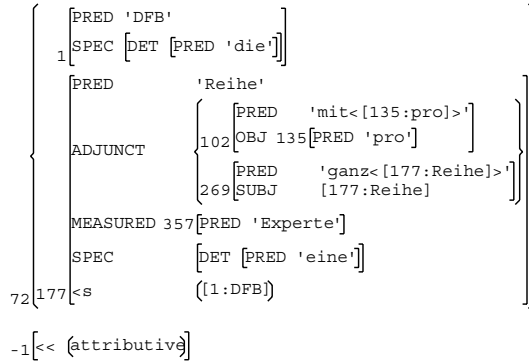 PRED 'DFB'
1 SPEC [DET [PRED 'die']]
PRED 'Reihe'
PRED 'mit<[135:pro]>'
ADJUNCT 102 OBJ 135[PRED 'pro']
PRED 'ganz<[177:Reihe]>'
269 SUBJ [177:Reihe]
MEASURED 357[PRED 'Experte']
SPEC [DET [PRED 'eine']]
72 177 <s ([1:DFB])
-1[<< (attributive)]